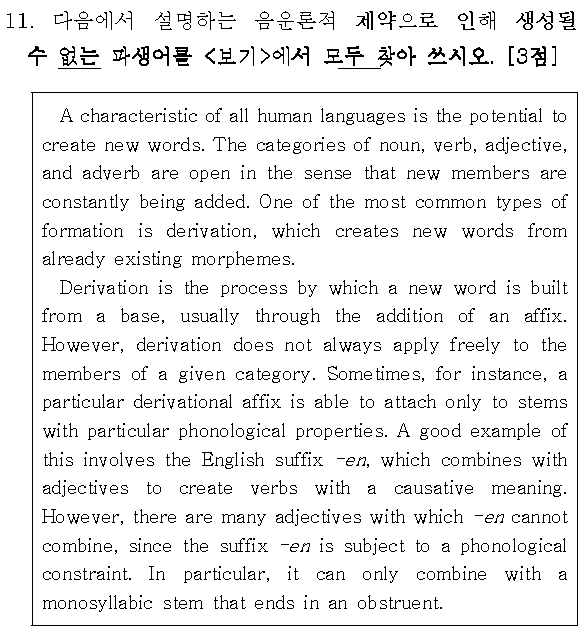 11. 다음에서 설명하는 음운론적 제약으로 인해 생성될
수 없는 파생어를 <보기>에서 모두 찾아 쓰시오. [3점]
A characteristic of all human languages is the potential to
create new words. The categories of noun, verb, adjective,
and adverb are open in the sense that new members are
constantly being added. One of the most common types of
formation is derivation, which creates new words from
already existing morphemes.
Derivation is the process by which a new word is built
from a base, usually through the addition of an affix.
However, derivation does not always apply freely to the
members of a given category. Sometimes, for instance, a
particular derivational affix is able to attach only to stems
with particular phonological properties. A good example of
this involves the English suffix -en, which combines with
adjectives to create verbs with a causative meaning.
However, there are many adjectives with which -en cannot
combine, since the suffix -en is subject to a phonological
constraint. In particular, it can only combine with a
monosyllabic stem that ends in an obstruent.